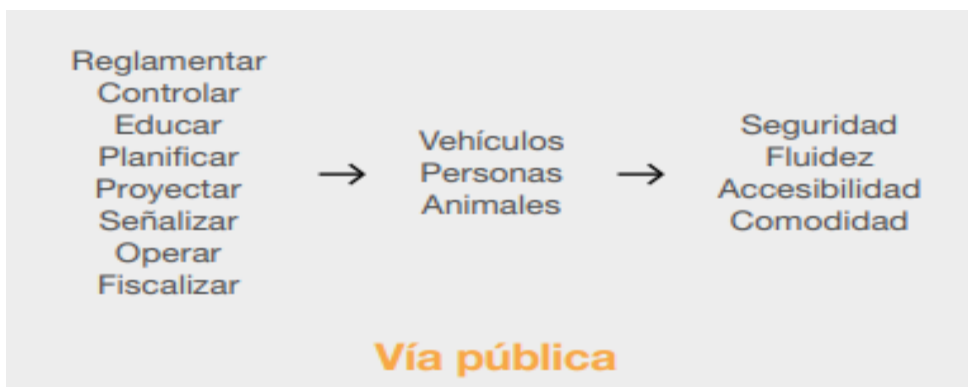 Reglamentar
Controlar
Educar
Planificar
Proyectar
Señalizar
Operar
Fiscalizar
→
Vehículos
Personas
Animales
→
Seguridad
Fluidez
Accesibilidad
Comodidad
Vía pública